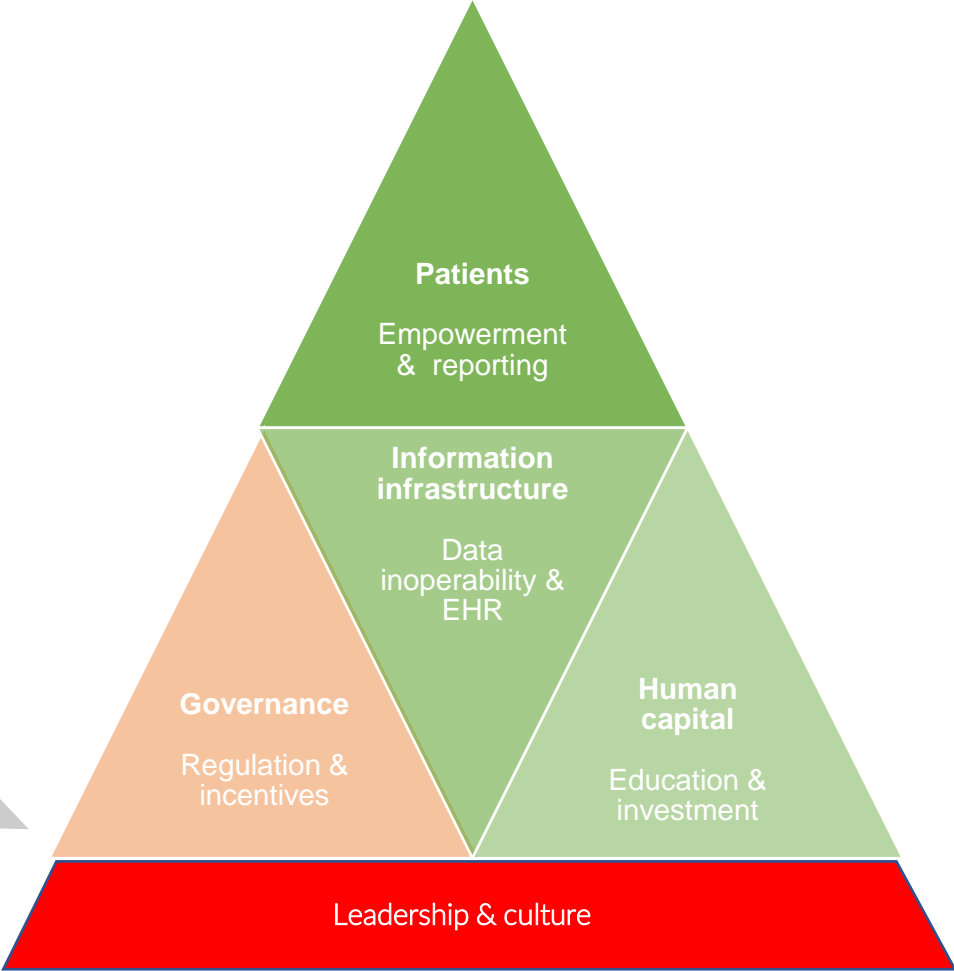 Patients
Empowerment
& reporting
Information
infrastructure
Data
inoperability &
EHR
Governance
Regulation &
incentives
Human
capital
Education &
investment
Leadership & culture